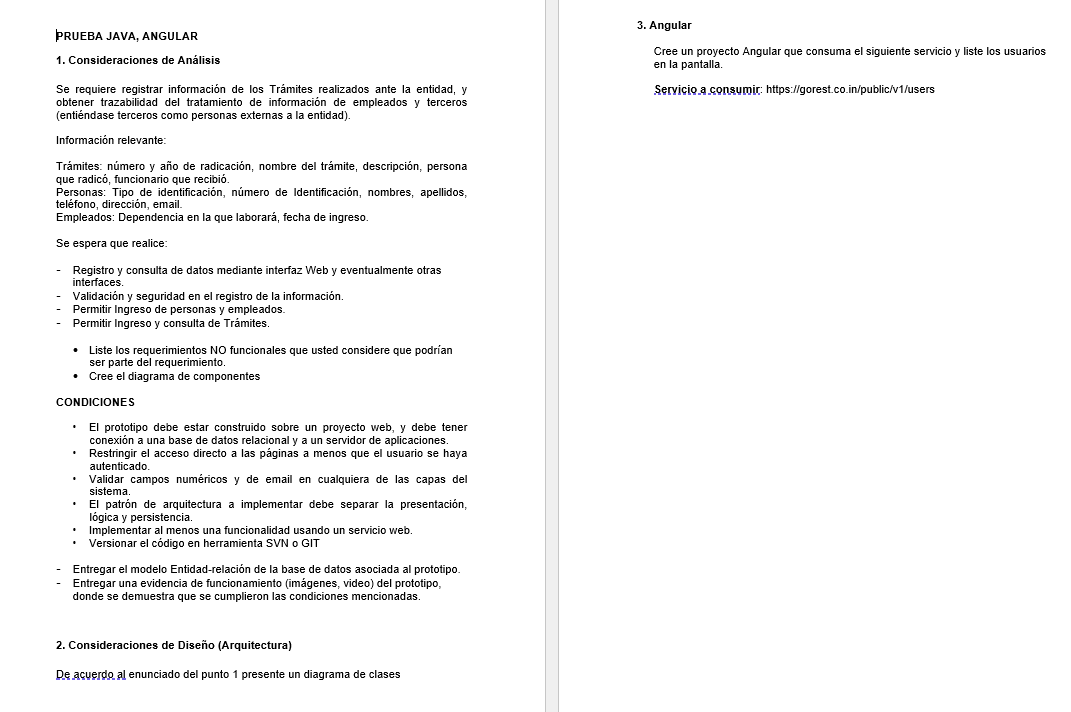 PRUEBA JAVA, ANGULAR
1. Consideraciones de Análisis
Se requiere registrar información de los Trámites realizados ante la entidad, y
obtener trazabilidad del tratamiento de información de empleados y terceros
(entiéndase terceros como personas externas a la entidad).
Información relevante:
Trámites: número y año de radicación, nombre del trámite, descripción, persona
que radicó, funcionario que recibió.
Personas: Tipo de identificación, número de Identificación, nombres, apellidos,
teléfono, dirección, email.
Empleados: Dependencia en la que laborará, fecha de ingreso.
Se espera que realice:
- Registro y consulta de datos mediante interfaz Web y eventualmente otras
interfaces.
- Validación y seguridad en el registro de la información.
- Permitir Ingreso de personas y empleados.
- Permitir Ingreso y consulta de Trámites.
• Liste los requerimientos NO funcionales que usted considere que podrían
ser parte del requerimiento.
• Cree el diagrama de componentes
CONDICIONES
• El prototipo debe estar construido sobre un proyecto web, y debe tener
conexión a una base de datos relacional y a un servidor de aplicaciones.
• Restringir el acceso directo a las páginas a menos que el usuario se haya
autenticado.
• Validar campos numéricos y de email en cualquiera de las capas del
sistema.
• El patrón de arquitectura a implementar debe separar la presentación,
lógica y persistencia.
• Implementar al menos una funcionalidad usando un servicio web.
• Versionar el código en herramienta SVN o GIT
- Entregar el modelo Entidad-relación de la base de datos asociada al prototipo.
- Entregar una evidencia de funcionamiento (imágenes, video) del prototipo,
donde se demuestra que se cumplieron las condiciones mencionadas.
2. Consideraciones de Diseño (Arquitectura)
De acuerdo al enunciado del punto 1 presente un diagrama de clases
3. Angular
Cree un proyecto Angular que consuma el siguiente servicio y liste los usuarios
en la pantalla.
Servicio a consumir: https://gorest.co.in/public/v1/users